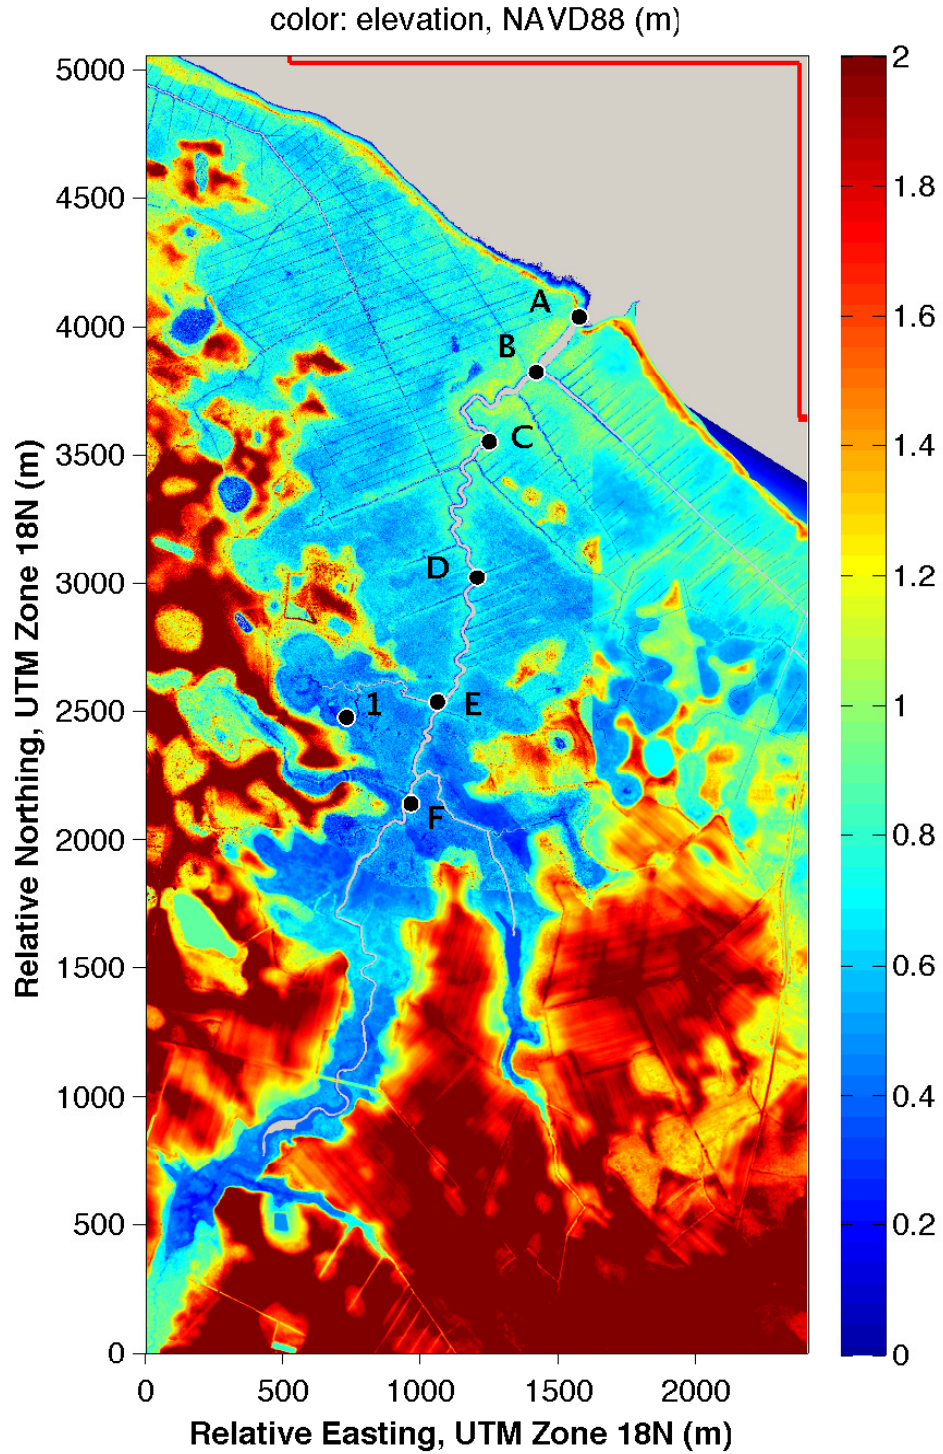 color: elevation, NAVD88 (m)
5000
4500
4000
3500
3000
2500
2000
1500
1000
500
0
Relative Northing, UTM Zone 18N (m)
A
B
C
D
E
1
F
2
1.8
1.6
1.4
1.2
1
0.8
0.6
0.4
0.2
0
0 500 1000 1500 2000
Relative Easting, UTM Zone 18N (m)